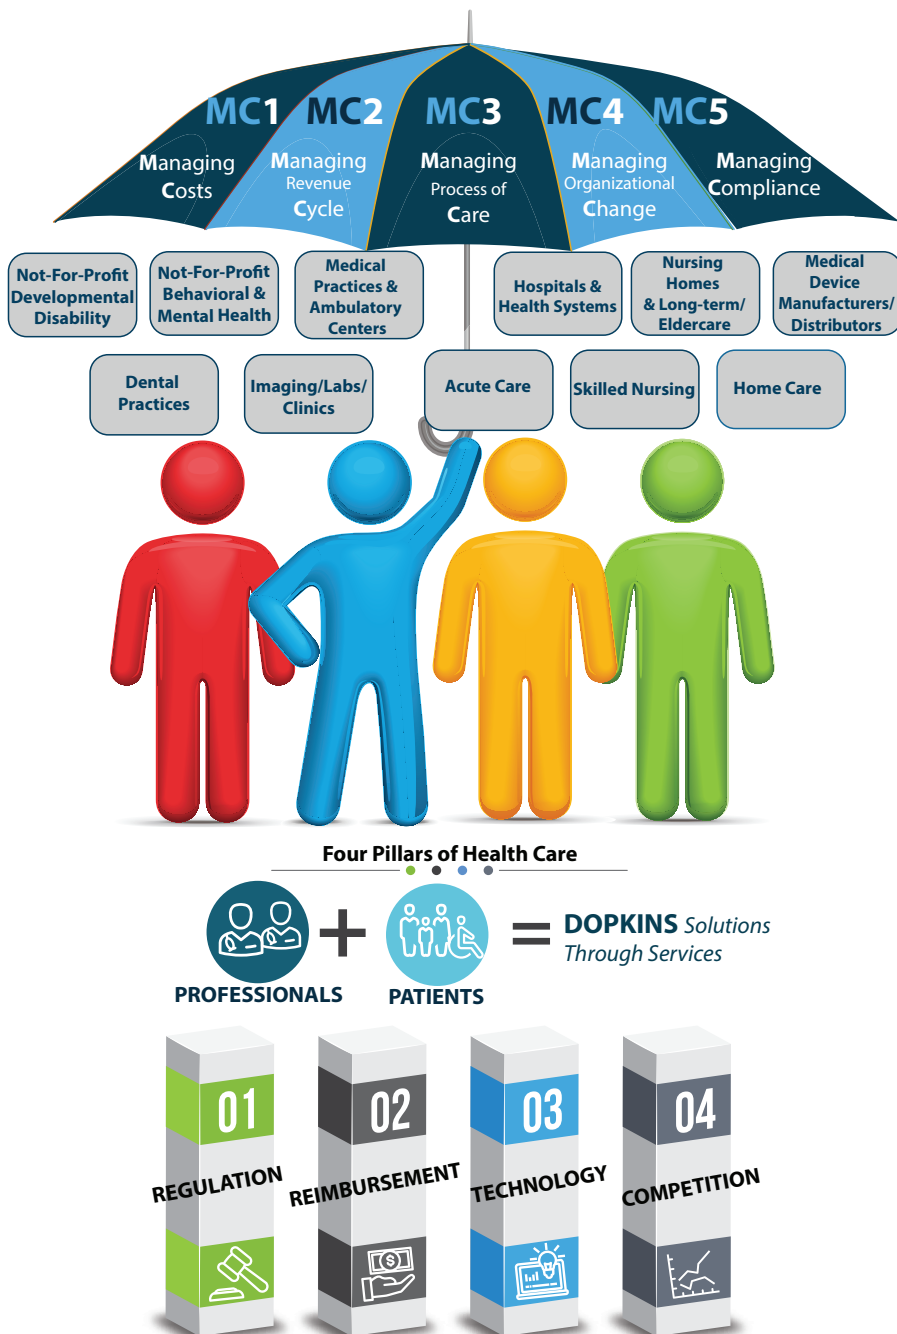 MC1
MC2
MC3
MC4
MC5
Managing
Costs
Managing
Revenue
Cycle
Managing
Process of
Care
Managing
Organizational
Change
Managing
Compliance
Not-For-Profit
Developmental
Disability
Not-For-Profit
Behavioral &
Mental Health
Medical
Practices &
Ambulatory
Centers
Hospitals &
Health Systems
Nursing
Homes
& Long-term/
Eldercare
Medical
Device
Manufacturers/
Distributors
Dental
Practices
Imaging/Labs/
Clinics
Acute Care
Skilled Nursing
Home Care
Four Pillars of Health Care
PROFESSIONALS
+
PATIENTS
=
DOPKINS Solutions
Through Services
01
REGULATION
02
REIMBURSEMENT
$
03
TECHNOLOGY
04
COMPETITION